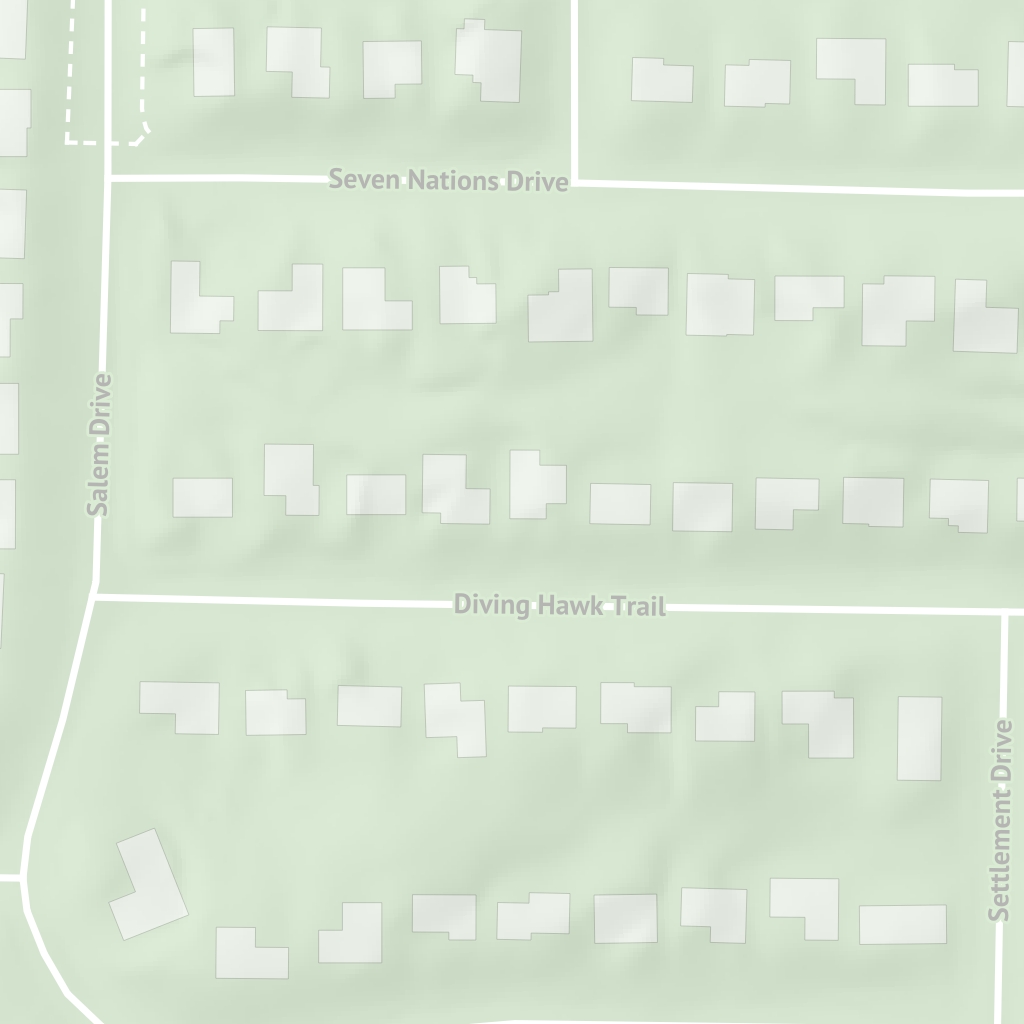 Seven Nations Drive
Salem Drive
Diving Hawk Trail
Settlement Drive